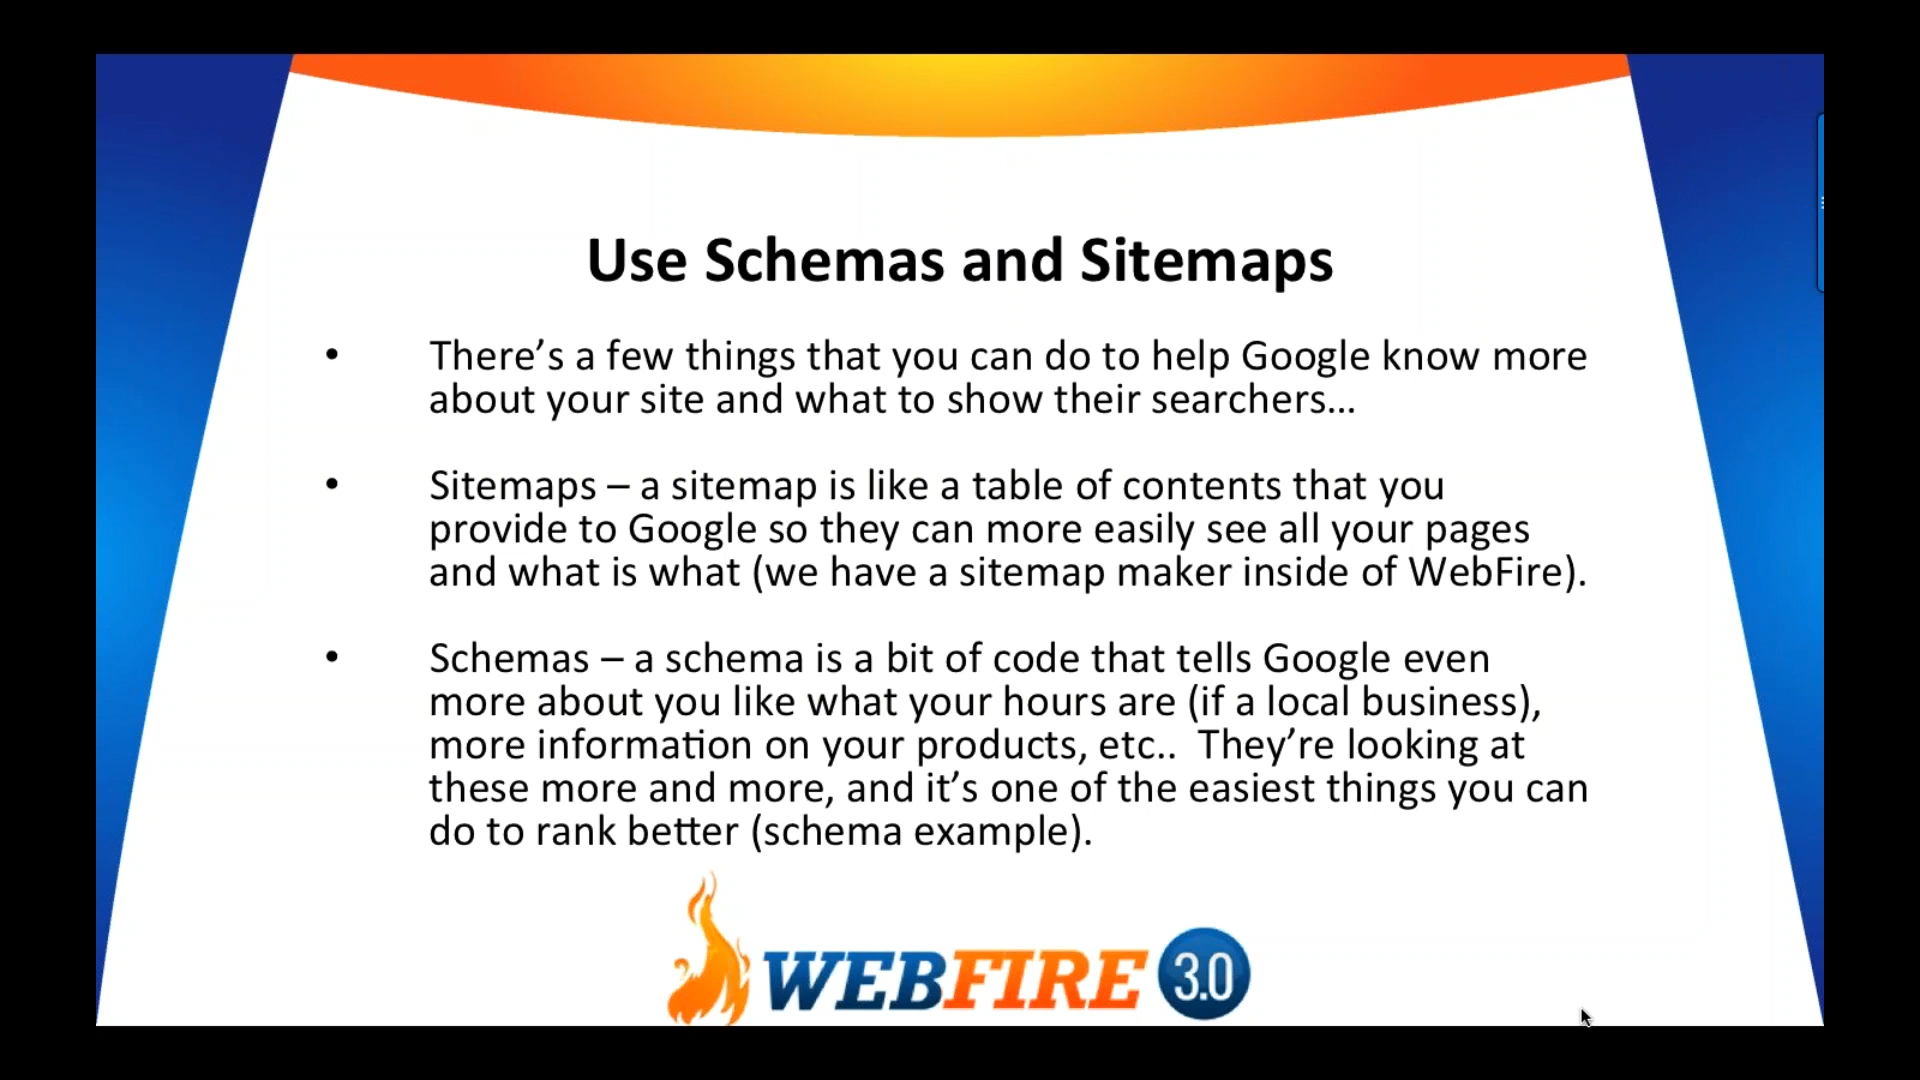 Use Schemas and Sitemaps
• There’s a few things that you can do to help Google know more
about your site and what to show their searchers...
• Sitemaps – a sitemap is like a table of contents that you
provide to Google so they can more easily see all your pages
and what is what (we have a sitemap maker inside of WebFire).
• Schemas – a schema is a bit of code that tells Google even
more about you like what your hours are (if a local business),
more information on your products, etc.. They’re looking at
these more and more, and it’s one of the easiest things you can
do to rank better (schema example).
WEBFIRE 3.0